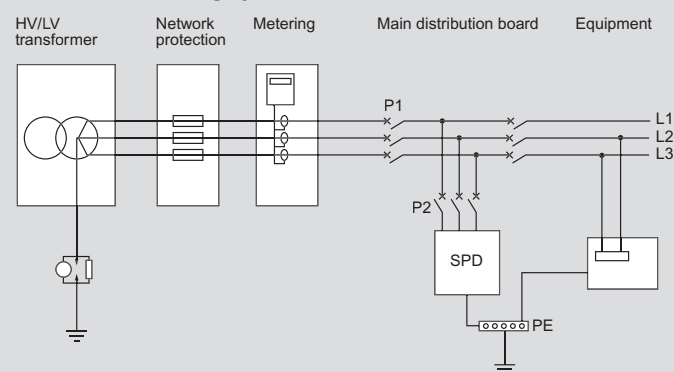 HV/LV
transformer
Network
protection
Metering
Main distribution board
Equipment
P1
L1
L2
L3
P2
SPD
PE